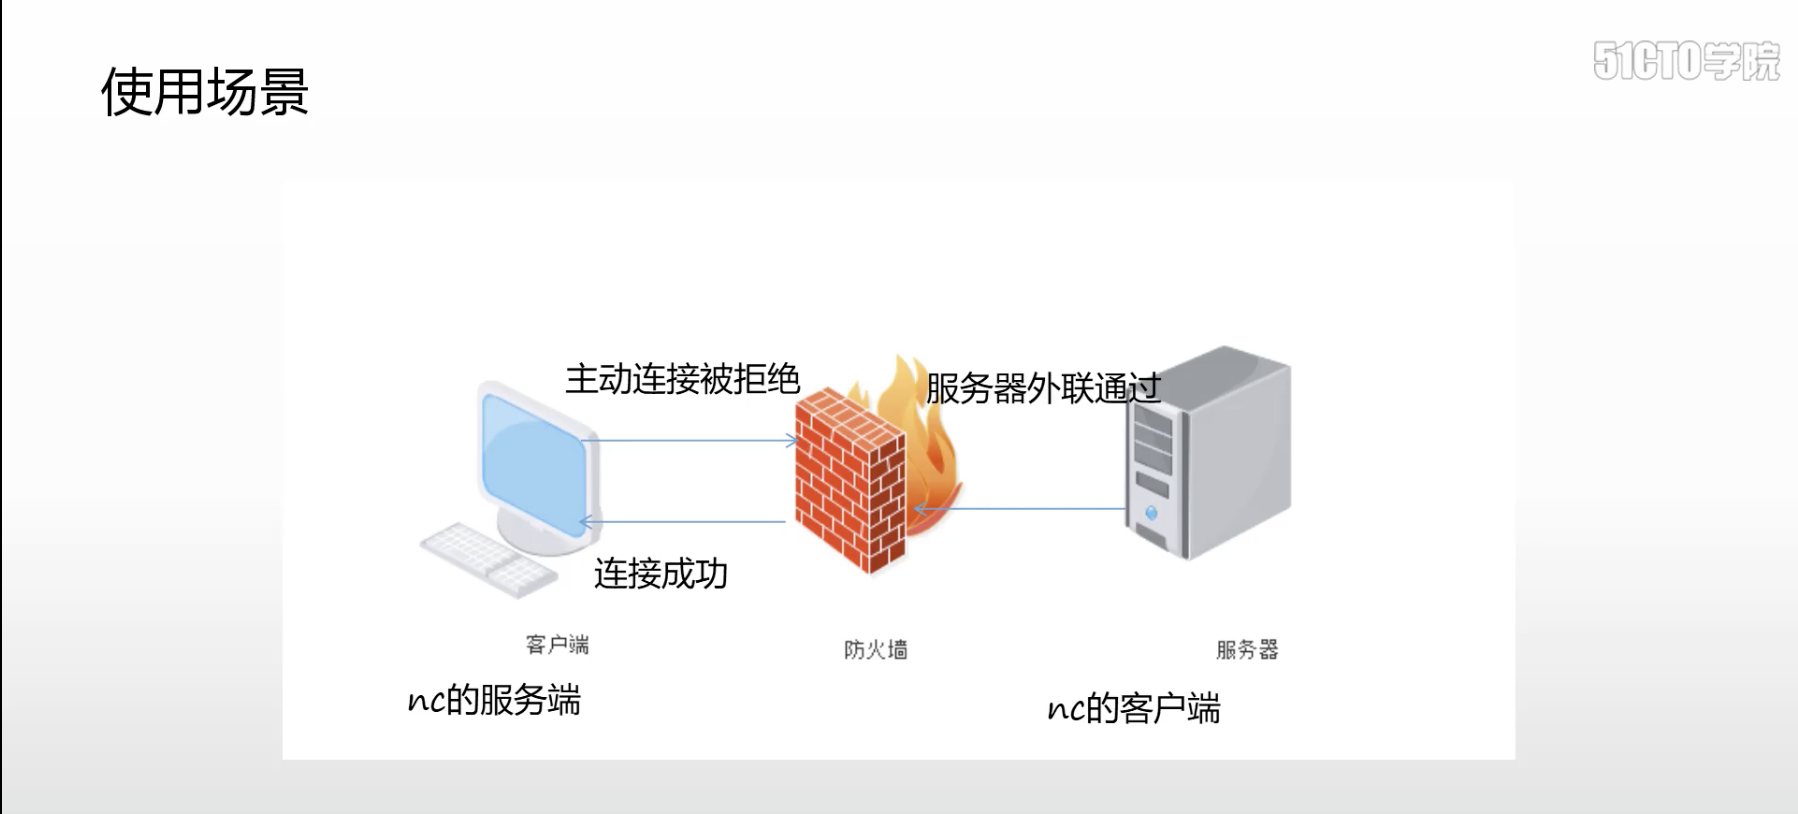 51CTO学院
使用场景
主动连接被拒绝
服务器外联通过
连接成功
客户端
防火墙
服务器
nc的服务端
nc的客户端